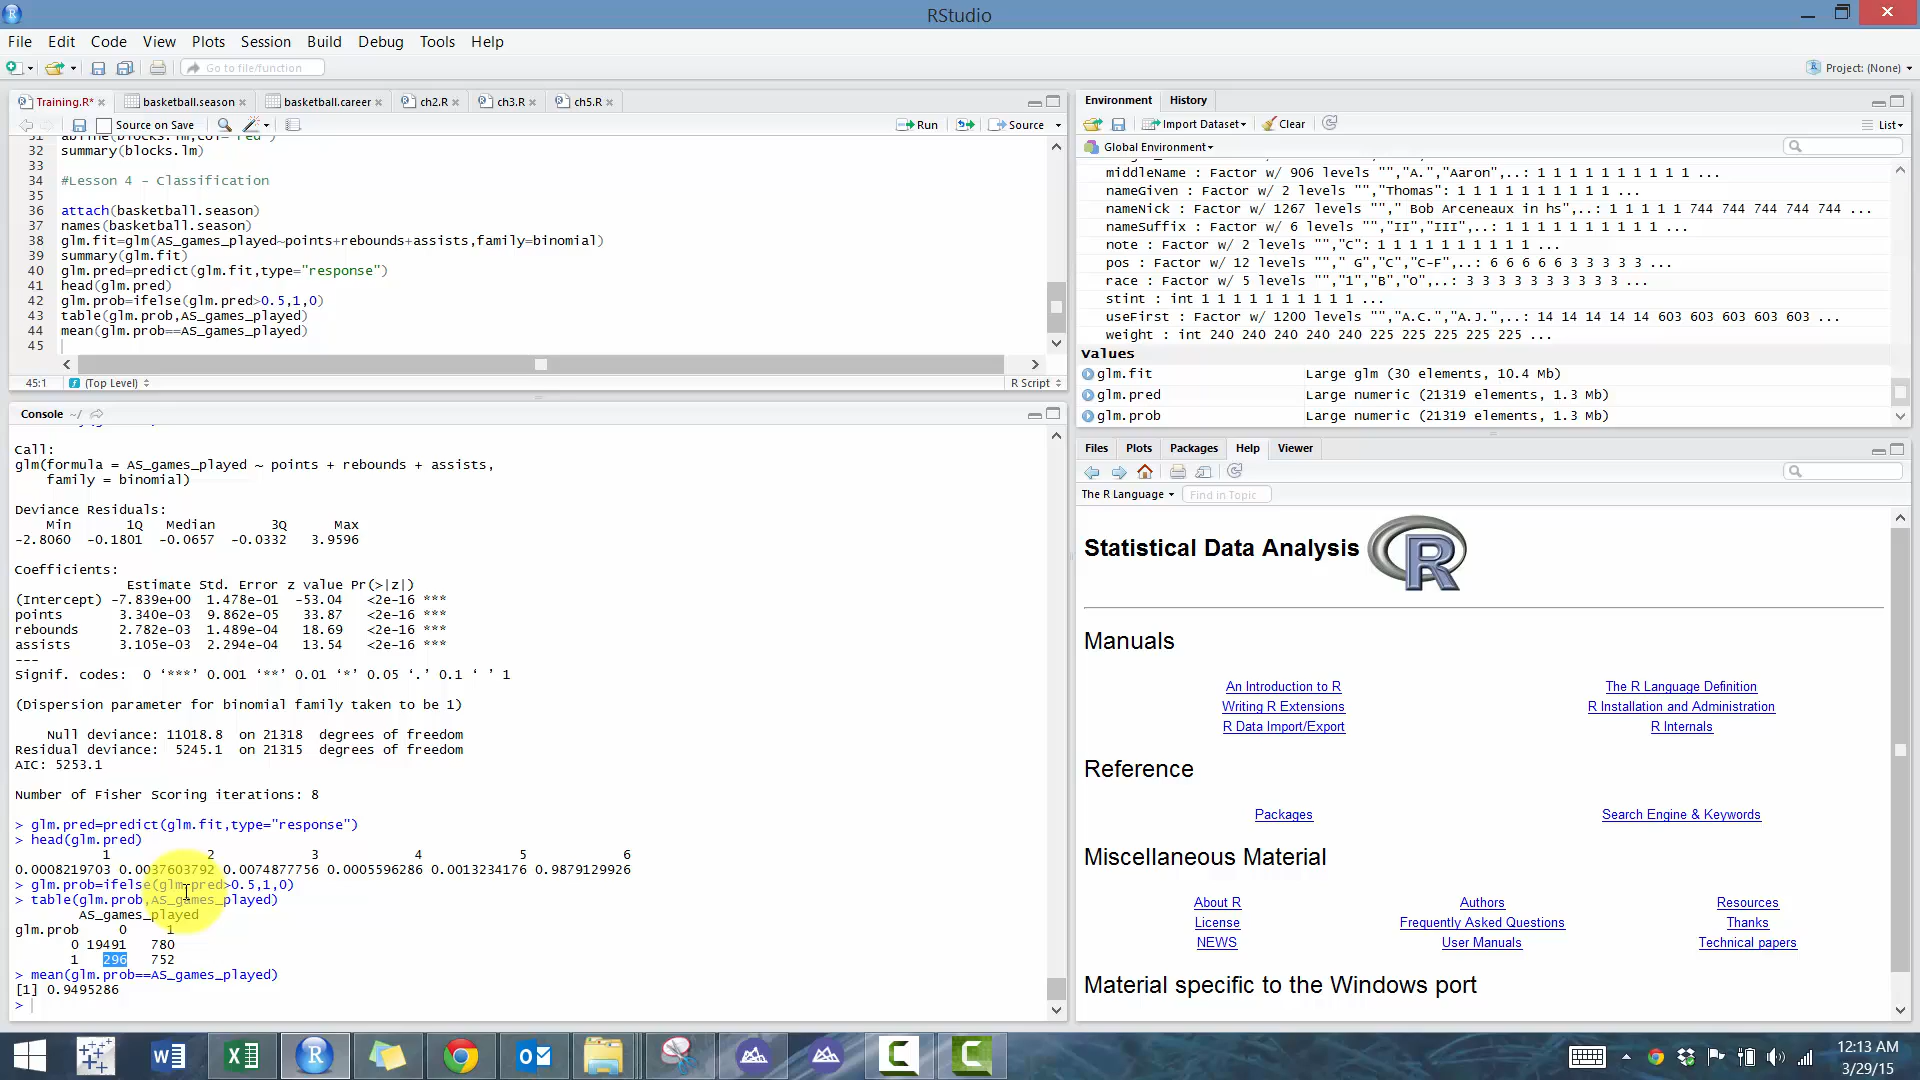 RStudio
File Edit Code View Plots Session Build Debug Tools Help
Go to file/function
Project: (None)
Training.R* basketball.season basketball.career ch2.R ch3.R ch5.R
Source on Save Run Source
32 summary(blocks.lm)
33
34 #Lesson 4 - Classification
35
36 attach(basketball.season)
37 names(basketball.season)
38 glm.fit=glm(AS_games_played~points+rebounds+assists,family=binomial)
39 summary(glm.fit)
40 glm.pred=predict(glm.fit,type="response")
41 head(glm.pred)
42 glm.prob=ifelse(glm.pred>0.5,1,0)
43 table(glm.prob,AS_games_played)
44 mean(glm.prob==AS_games_played)
45
45:1 (Top Level) R Script
Console ~/
Call:
glm(formula = AS_games_played ~ points + rebounds + assists,
family = binomial)
Deviance Residuals:
Min 1Q Median 3Q Max
-2.8060 -0.1801 -0.0657 -0.0332 3.9596
Coefficients:
Estimate Std. Error z value Pr(>|z|)
(Intercept) -7.839e+00 1.478e-01 -53.04 <2e-16 ***
points 3.340e-03 9.862e-05 33.87 <2e-16 ***
rebounds 2.782e-03 1.489e-04 18.69 <2e-16 ***
assists 3.105e-03 2.294e-04 13.54 <2e-16 ***
---
Signif. codes: 0 ‘***’ 0.001 ‘**’ 0.01 ‘*’ 0.05 ‘.’ 0.1 ‘ ’ 1
(Dispersion parameter for binomial family taken to be 1)
Null deviance: 11018.8 on 21318 degrees of freedom
Residual deviance: 5245.1 on 21315 degrees of freedom
AIC: 5253.1
Number of Fisher Scoring iterations: 8
> glm.pred=predict(glm.fit,type="response")
> head(glm.pred)
1 2 3 4 5 6
0.0008219703 0.0037603792 0.0074877756 0.0005596286 0.0013234176 0.9879129926
> glm.prob=ifelse(glm.pred>0.5,1,0)
> table(glm.prob,AS_games_played)
AS_games_played
glm.prob 0 1
0 19491 780
1 296 752
> mean(glm.prob==AS_games_played)
[1] 0.9495286
>
Environment History
Import Dataset Clear List
Global Environment
middleName : Factor w/ 906 levels "","A.","Aaron",..: 1 1 1 1 1 1 1 1 1 1 ...
nameGiven : Factor w/ 2 levels "","Thomas": 1 1 1 1 1 1 1 1 1 1 ...
nameNick : Factor w/ 1267 levels ""," Bob Arceneaux in hs",..: 1 1 1 1 1 744 744 744 744 744 ...
nameSuffix : Factor w/ 6 levels "","II","III",..: 1 1 1 1 1 1 1 1 1 1 ...
note : Factor w/ 2 levels "","C": 1 1 1 1 1 1 1 1 1 1 ...
pos : Factor w/ 12 levels ""," G","C","C-F",..: 6 6 6 6 6 3 3 3 3 3 ...
race : Factor w/ 5 levels "","1","B","O",..: 3 3 3 3 3 3 3 3 3 3 ...
stint : int 1 1 1 1 1 1 1 1 1 1 ...
useFirst : Factor w/ 1200 levels "","A.C.","A.J.",..: 14 14 14 14 14 603 603 603 603 603 ...
weight : int 240 240 240 240 240 225 225 225 225 225 ...
Values
glm.fit Large glm (30 elements, 10.4 Mb)
glm.pred Large numeric (21319 elements, 1.3 Mb)
glm.prob Large numeric (21319 elements, 1.3 Mb)
Files Plots Packages Help Viewer
The R Language Find in Topic
Statistical Data Analysis R
Manuals
An Introduction to R The R Language Definition
Writing R Extensions R Installation and Administration
R Data Import/Export R Internals
Reference
Packages Search Engine & Keywords
Miscellaneous Material
About R Authors Resources
License Frequently Asked Questions Thanks
NEWS User Manuals Technical papers
Material specific to the Windows port
12:13 AM
3/29/15